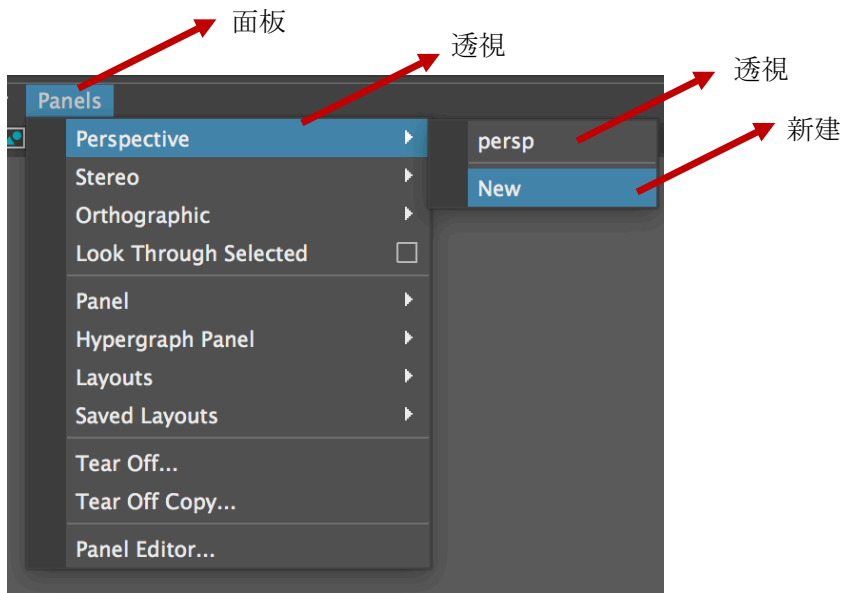 面板
透視
透視
新建
Panels
Perspective
persp
Stereo
New
Orthographic
Look Through Selected
Panel
Hypergraph Panel
Layouts
Saved Layouts
Tear Off...
Tear Off Copy...
Panel Editor...